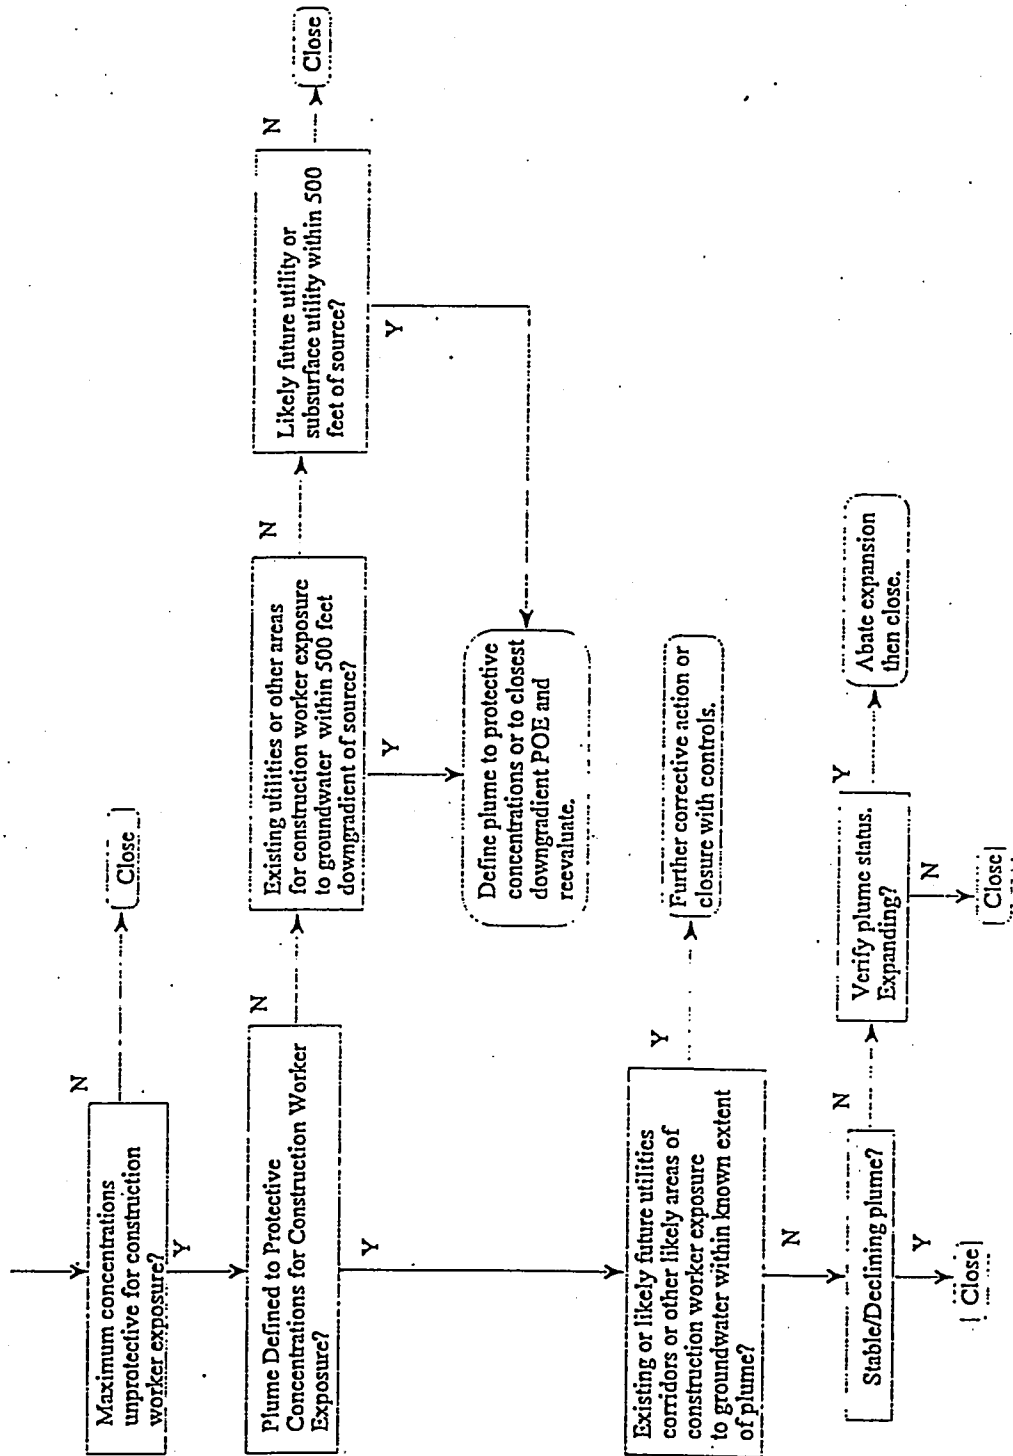 Maximum concentrations
unprotective for construction
worker exposure?
N
Close
Y
Plume Defined to Protective
Concentrations for Construction Worker
Exposure?
N
Existing utilities or other areas
for construction worker exposure
to groundwater within 500 feet
downgradient of source?
N
Likely future utility or
subsurface utility within 500
feet of source?
N
Close
Y
Y
Define plume to protective
concentrations or to closest
downgradient POE and
reevaluate.
Y
Existing or likely future utilities
corridors or other likely areas of
construction worker exposure
to groundwater within known extent
of plume?
Y
Further corrective action or
closure with controls.
N
Stable/Declining plume?
N
Verify plume status.
Expanding?
Y
Abate expansion
then close.
Y
Close
N
Close